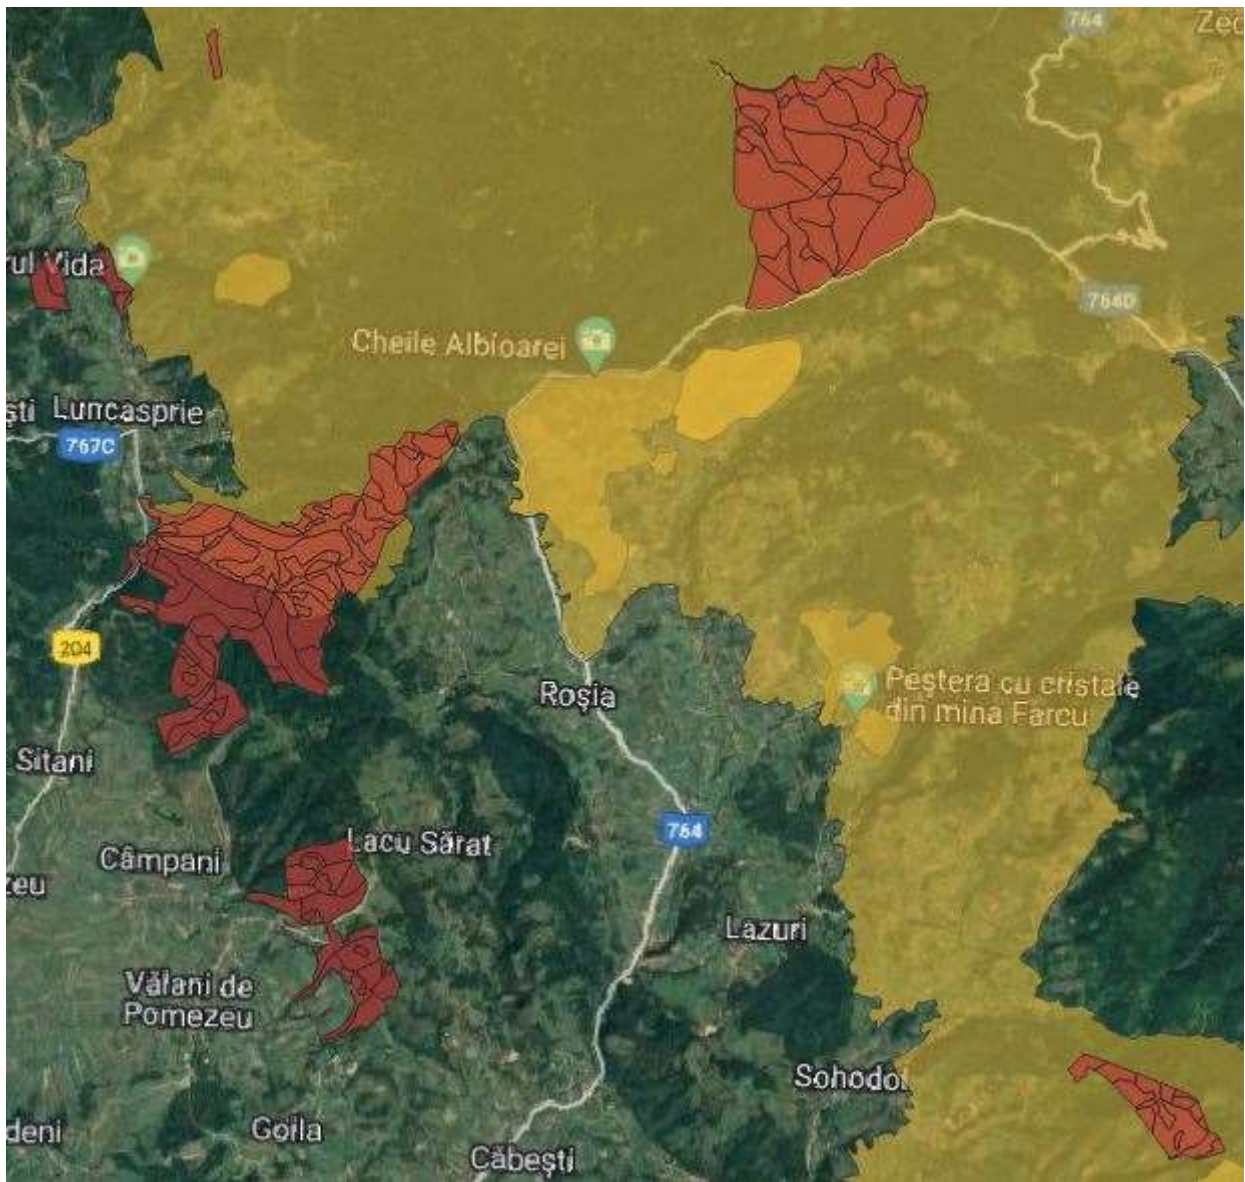 764
Zec
rul Vida
764D
Cheile Albioarei
ști Luncasprie
767C
204
Roșia
Peștera cu cristale
din mina Farcu
Sitani
764
Lacu Sărat
Câmpani
zeu
Lazuri
Vălani de
Pomezeu
Sohodol
deni
Goila
Căbești